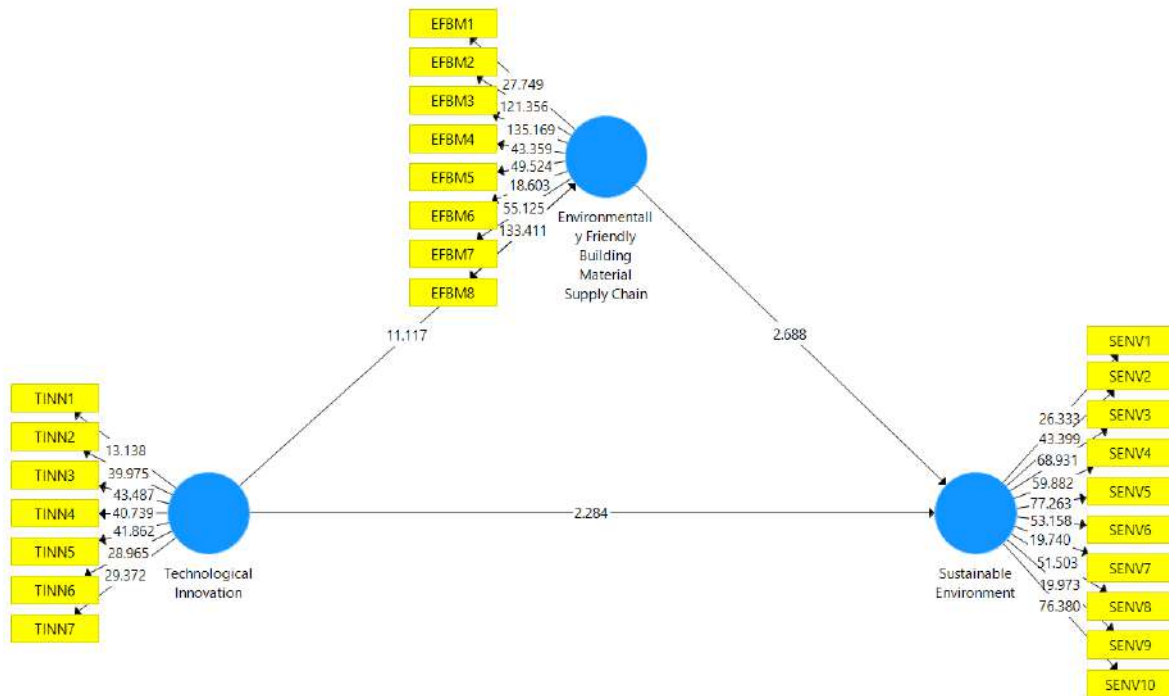 EFBM1
EFBM2
EFBM3
EFBM4
EFBM5
EFBM6
EFBM7
EFBM8
27.749
121.356
135.169
43.359
49.524
18.603
55.125
133.411
Environmentall
y Friendly
Building
Material
Supply Chain
11.117
2.688
2.284
TINN1
TINN2
TINN3
TINN4
TINN5
TINN6
TINN7
13.138
39.975
43.487
40.739
41.862
28.965
29.372
Technological
Innovation
Sustainable
Environment
26.333
43.399
68.931
59.882
77.263
53.158
19.740
51.503
19.973
76.380
SENV1
SENV2
SENV3
SENV4
SENV5
SENV6
SENV7
SENV8
SENV9
SENV10